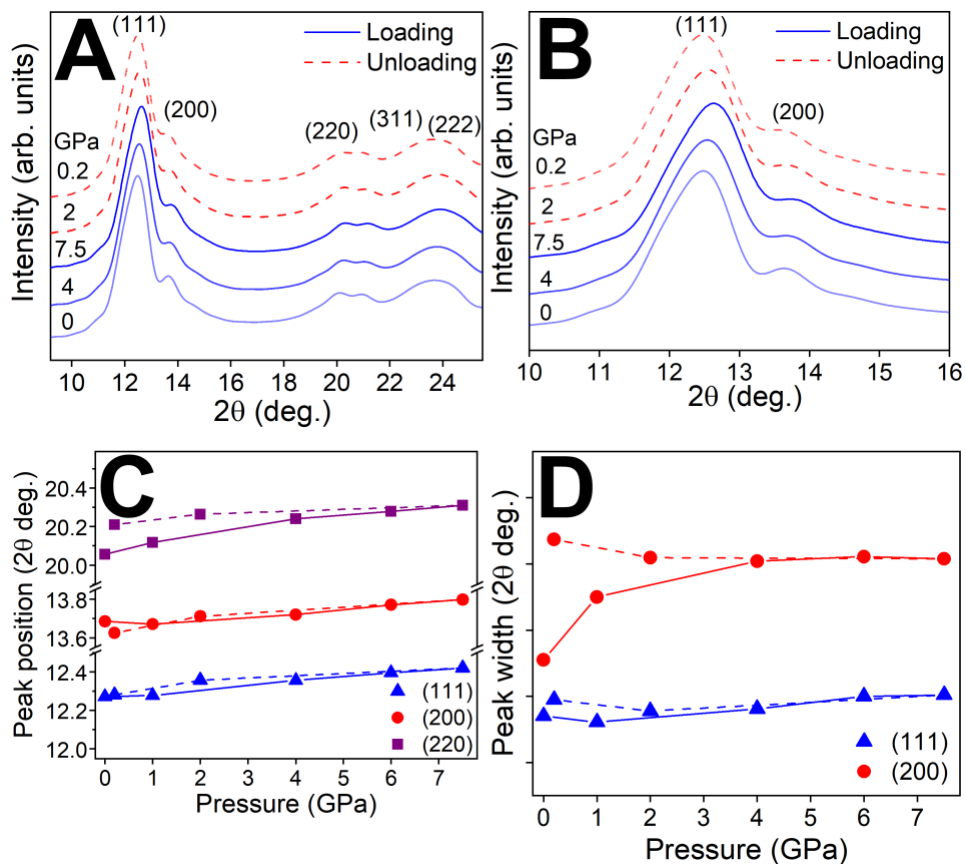 A
(111)
Loading
Unloading
(200)
(220)
(311)
(222)
GPa
0.2
2
7.5
4
0
Intensity (arb. units)
10 12 14 16 18 20 22 24
2θ (deg.)
B
(111)
Loading
Unloading
(200)
GPa
0.2
2
7.5
4
0
Intensity (arb. units)
10 11 12 13 14 15 16
2θ (deg.)
C
Peak position (2θ deg.)
20.4
20.2
20.0
13.8
13.6
12.4
12.2
12.0
(111)
(200)
(220)
0 1 2 3 4 5 6 7
Pressure (GPa)
D
Peak width (2θ deg.)
(111)
(200)
0 1 2 3 4 5 6 7
Pressure (GPa)